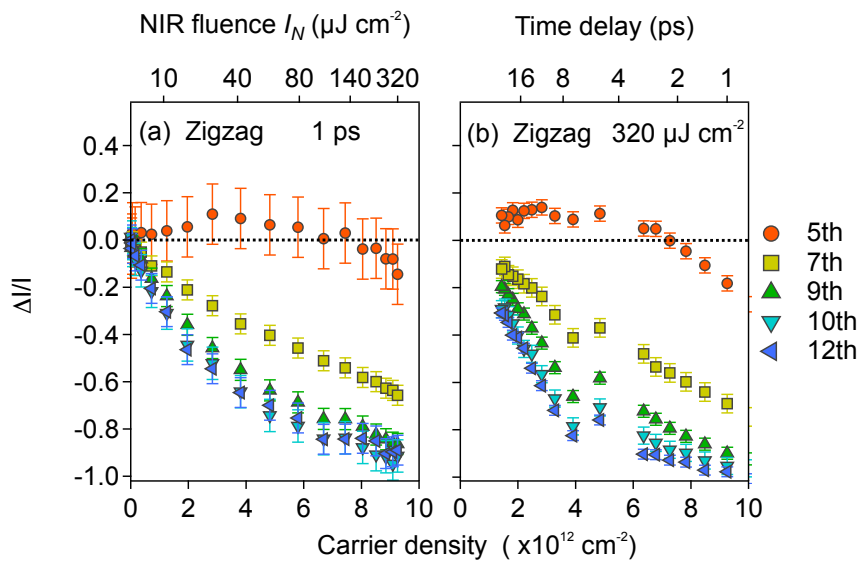 NIR fluence I_N (μJ cm⁻²)
Time delay (ps)
10 40 80 140 320
16 8 4 2 1
(a) Zigzag 1 ps
(b) Zigzag 320 μJ cm⁻²
0.4
0.2
0.0
-0.2
-0.4
-0.6
-0.8
-1.0
ΔI/I
5th
7th
9th
10th
12th
0 2 4 6 8 10
0 2 4 6 8 10
Carrier density ( x10¹² cm⁻²)